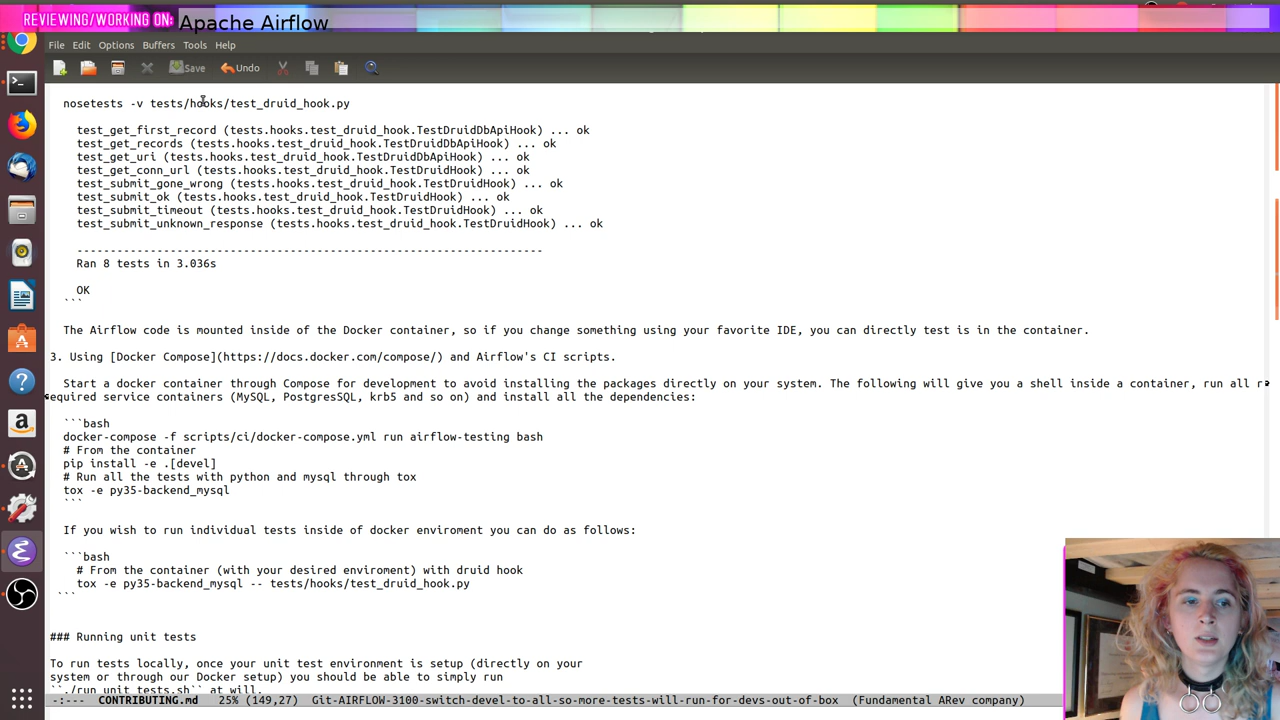 REVIEWING/WORKING ON: Apache Airflow
File Edit Options Buffers Tools Help
Save Undo
nosetests -v tests/hooks/test_druid_hook.py
test_get_first_record (tests.hooks.test_druid_hook.TestDruidDbApiHook) ... ok
test_get_records (tests.hooks.test_druid_hook.TestDruidDbApiHook) ... ok
test_get_uri (tests.hooks.test_druid_hook.TestDruidDbApiHook) ... ok
test_get_conn_url (tests.hooks.test_druid_hook.TestDruidHook) ... ok
test_submit_gone_wrong (tests.hooks.test_druid_hook.TestDruidHook) ... ok
test_submit_ok (tests.hooks.test_druid_hook.TestDruidHook) ... ok
test_submit_timeout (tests.hooks.test_druid_hook.TestDruidHook) ... ok
test_submit_unknown_response (tests.hooks.test_druid_hook.TestDruidHook) ... ok
----------------------------------------------------------------------
Ran 8 tests in 3.036s
OK
```
The Airflow code is mounted inside of the Docker container, so if you change something using your favorite IDE, you can directly test is in the container.
3. Using [Docker Compose](https://docs.docker.com/compose/) and Airflow's CI scripts.
Start a docker container through Compose for development to avoid installing the packages directly on your system. The following will give you a shell inside a container, run all r
equired service containers (MySQL, PostgresSQL, krb5 and so on) and install all the dependencies:
```bash
docker-compose -f scripts/ci/docker-compose.yml run airflow-testing bash
# From the container
pip install -e .[devel]
# Run all the tests with python and mysql through tox
tox -e py35-backend_mysql
```
If you wish to run individual tests inside of docker enviroment you can do as follows:
```bash
# From the container (with your desired enviroment) with druid hook
tox -e py35-backend_mysql -- tests/hooks/test_druid_hook.py
```
### Running unit tests
To run tests locally, once your unit test environment is setup (directly on your
system or through our Docker setup) you should be able to simply run
``./run_unit_tests.sh`` at will.
-:--- CONTRIBUTING.md 25% (149,27) Git-AIRFLOW-3100-switch-devel-to-all-so-more-tests-will-run-for-devs-out-of-box (Fundamental ARev company)